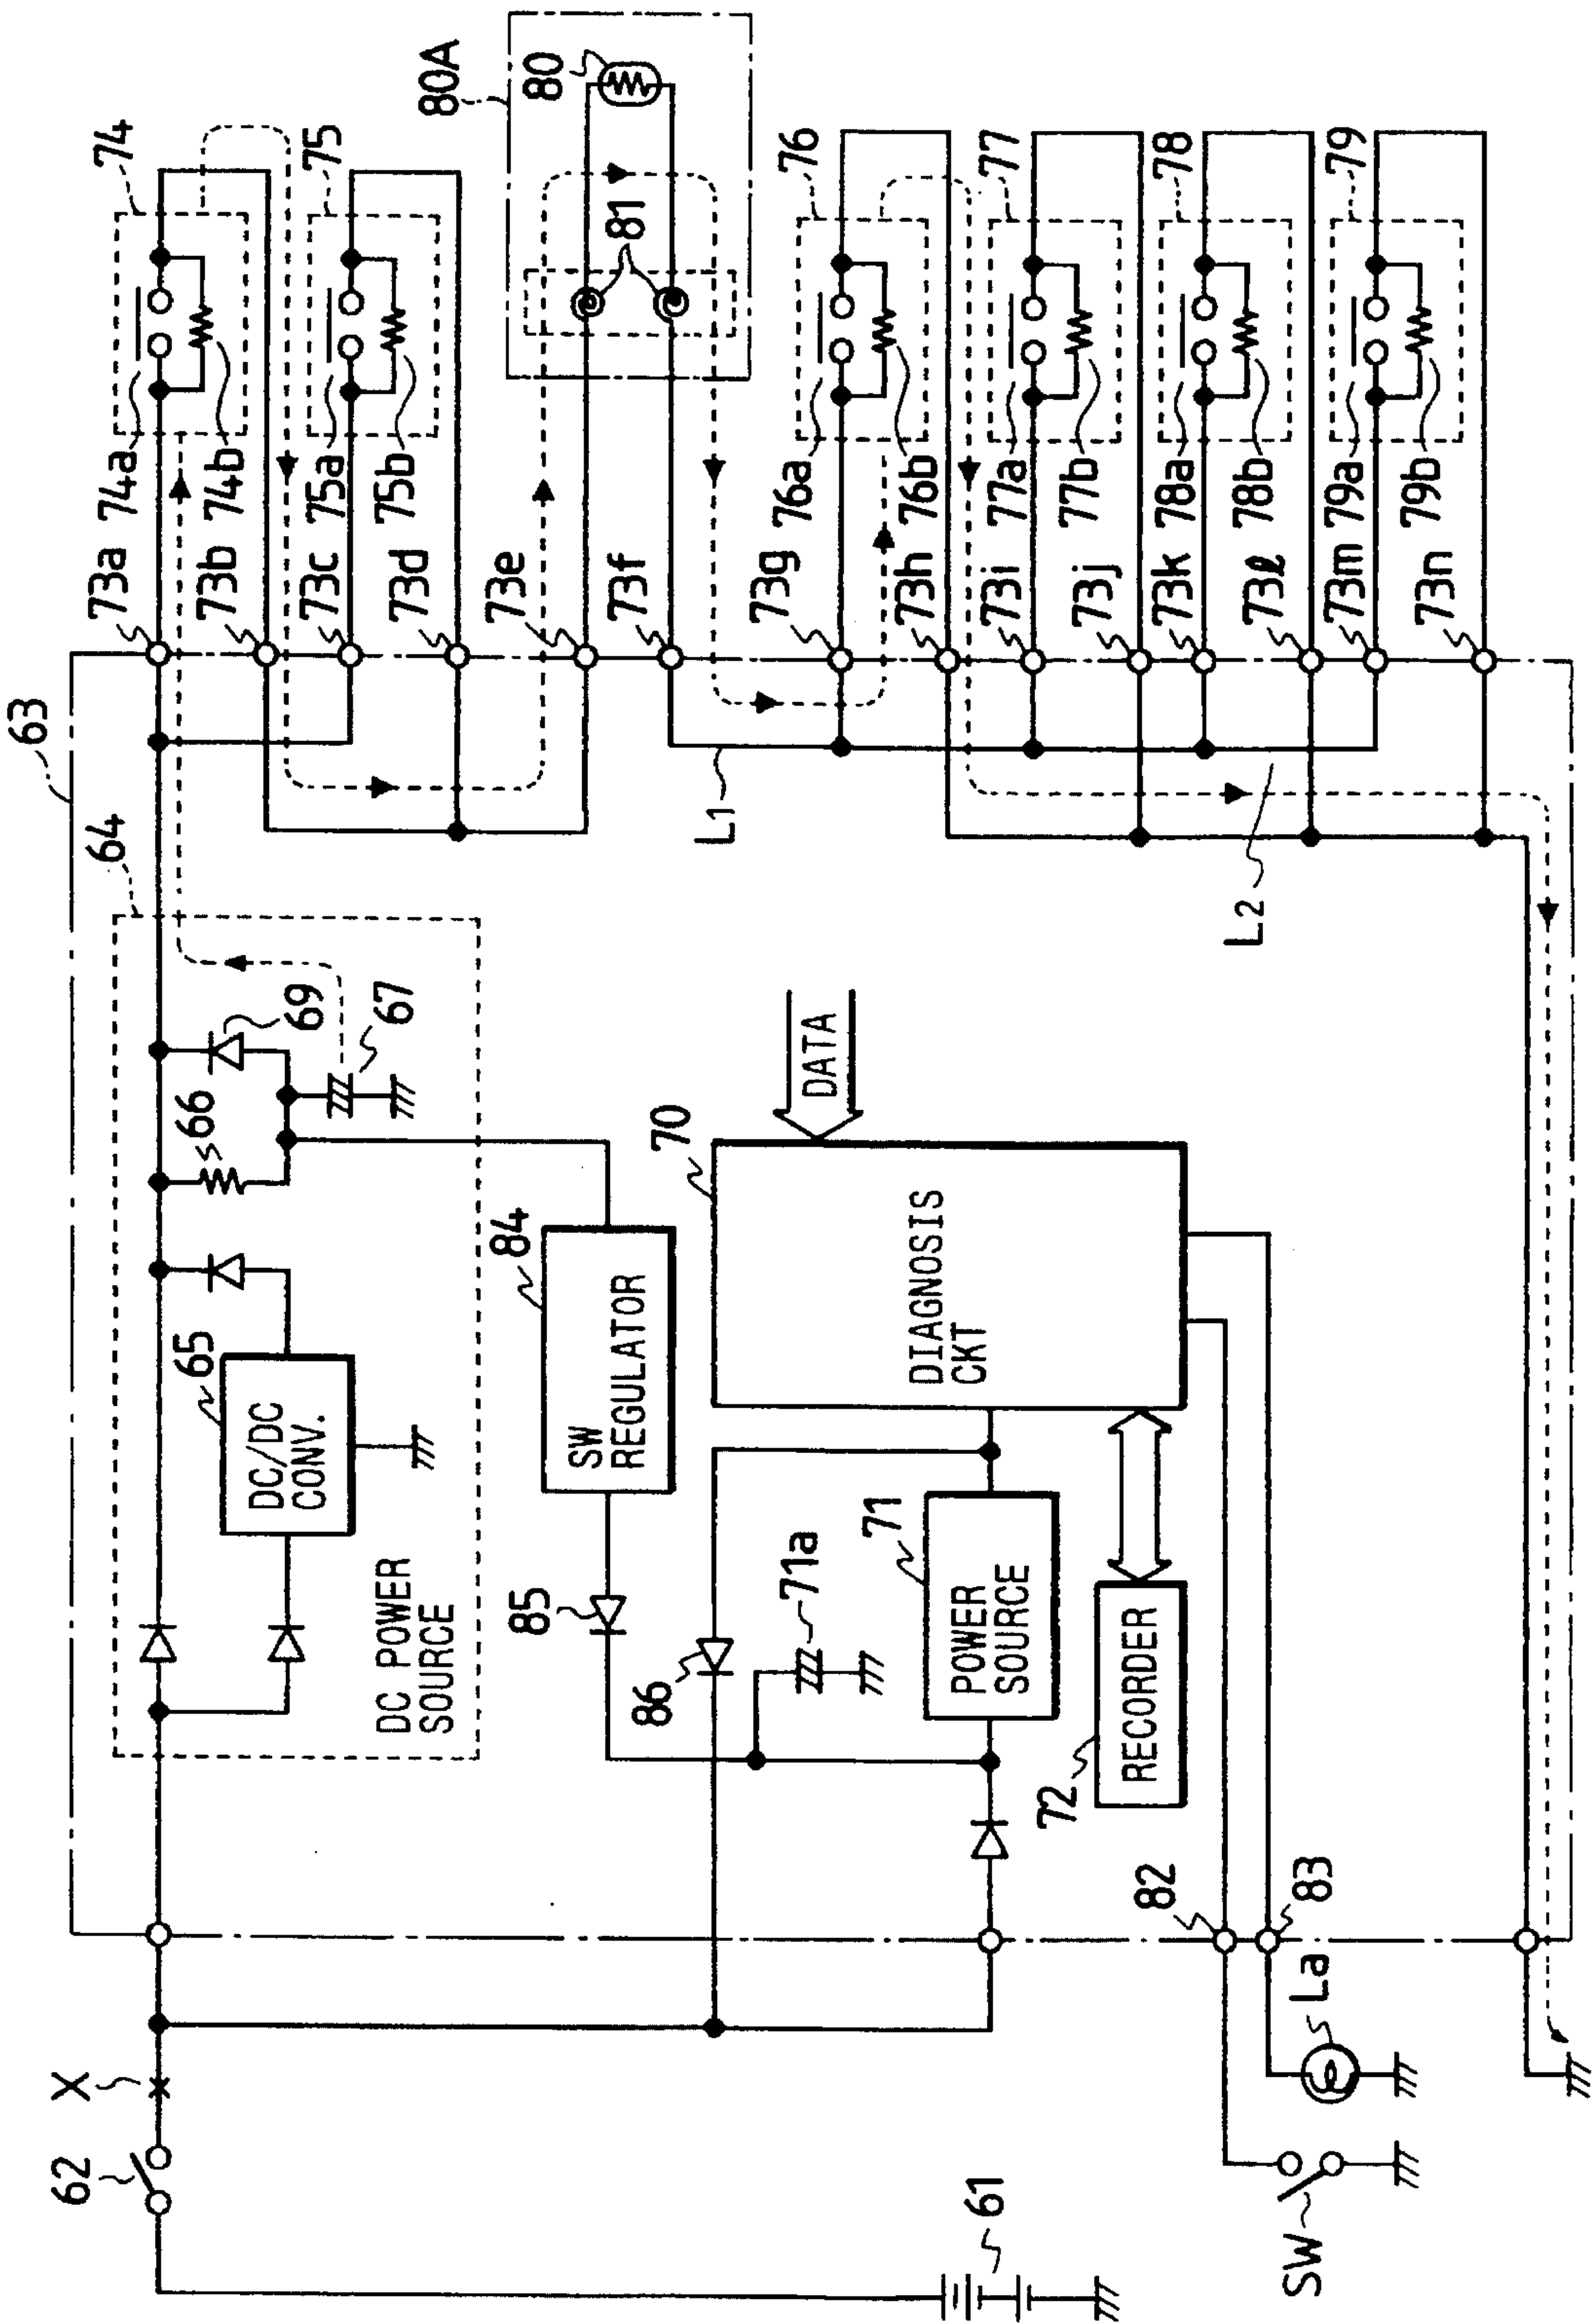 63
64
65
DC/DC
CONV.
66
69
67
DC POWER
SOURCE
62
X
61
84
SW
REGULATOR
85
86
71a
71
POWER
SOURCE
70
DIAGNOSIS
CKT
DATA
72
RECORDER
82
83
La
SW
L1
L2
73a
73b
73c
73d
73e
73f
73g
73h
73i
73j
73k
73ℓ
73m
73n
74
74a
74b
75
75a
75b
80A
80
81
76
76a
76b
77
77a
77b
78
78a
78b
79
79a
79b